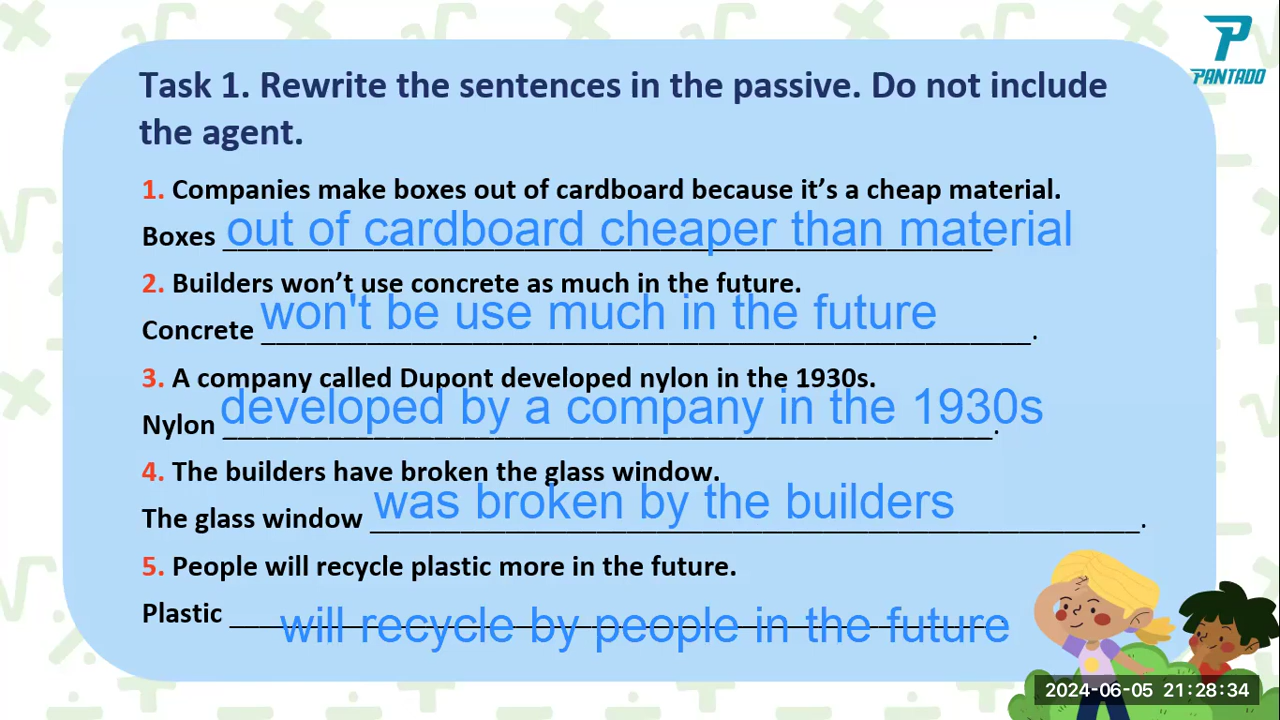 PANTADO
Task 1. Rewrite the sentences in the passive. Do not include
the agent.
1. Companies make boxes out of cardboard because it's a cheap material.
Boxes out of cardboard cheaper than material
2. Builders won't use concrete as much in the future.
Concrete won't be use much in the future.
3. A company called Dupont developed nylon in the 1930s.
Nylon developed by a company in the 1930s.
4. The builders have broken the glass window.
The glass window was broken by the builders.
5. People will recycle plastic more in the future.
Plastic will recycle by people in the future
2024-06-05 21:28:34